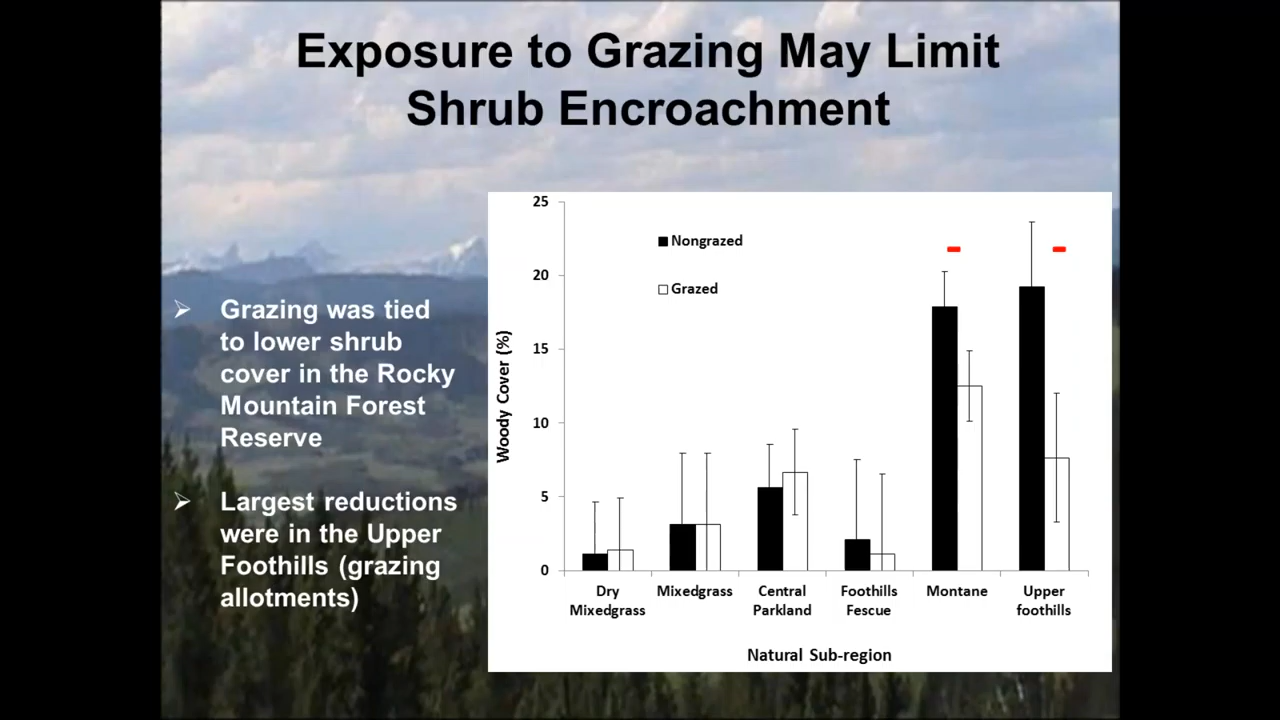 Exposure to Grazing May Limit
Shrub Encroachment
Grazing was tied
to lower shrub
cover in the Rocky
Mountain Forest
Reserve
Largest reductions
were in the Upper
Foothills (grazing
allotments)
25
20
15
10
5
0
Woody Cover (%)
Nongrazed
Grazed
Dry
Mixedgrass
Mixedgrass
Central
Parkland
Foothills
Fescue
Montane
Upper
foothills
Natural Sub-region